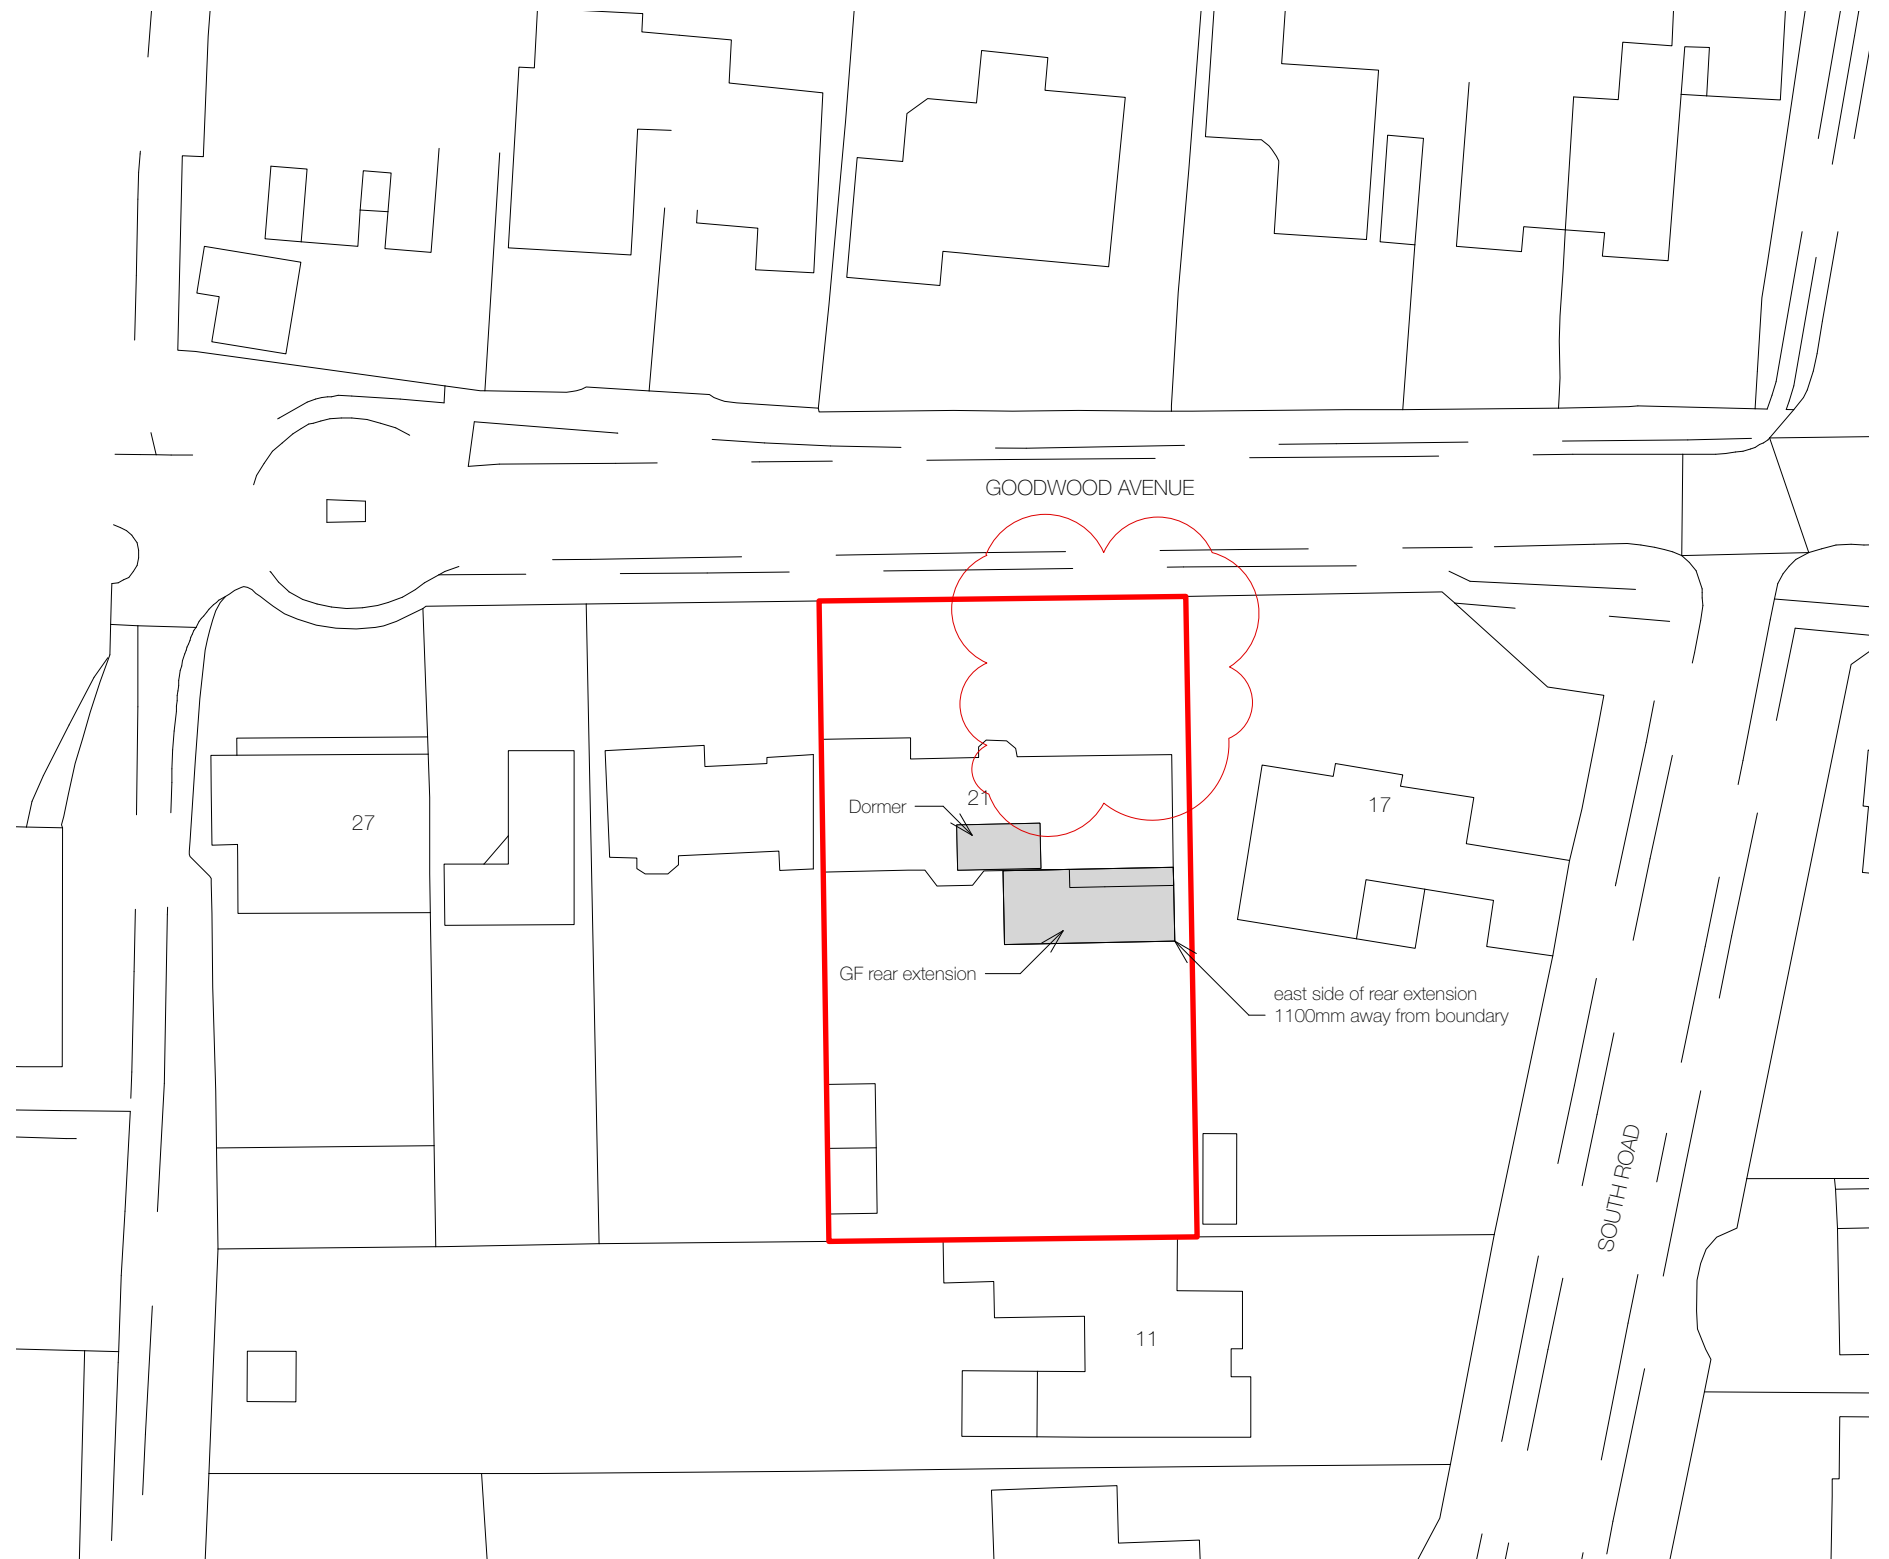 GOODWOOD AVENUE
21
Dormer
17
27
GF rear extension
east side of rear extension
1100mm away from boundary
SOUTH ROAD
11